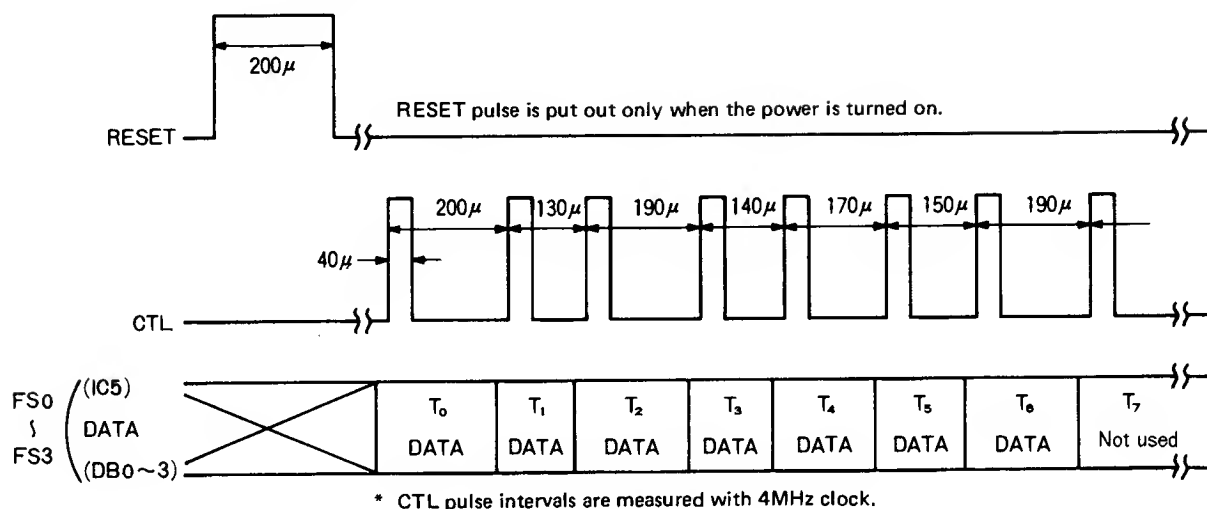 200μ
RESET pulse is put out only when the power is turned on.
RESET
200μ 130μ 190μ 140μ 170μ 150μ 190μ
40μ
CTL
FS0 ~ FS3
(IC5)
DATA
(DB0~3)
T0 T1 T2 T3 T4 T5 T6 T7
DATA DATA DATA DATA DATA DATA DATA Not used
* CTL pulse intervals are measured with 4MHz clock.